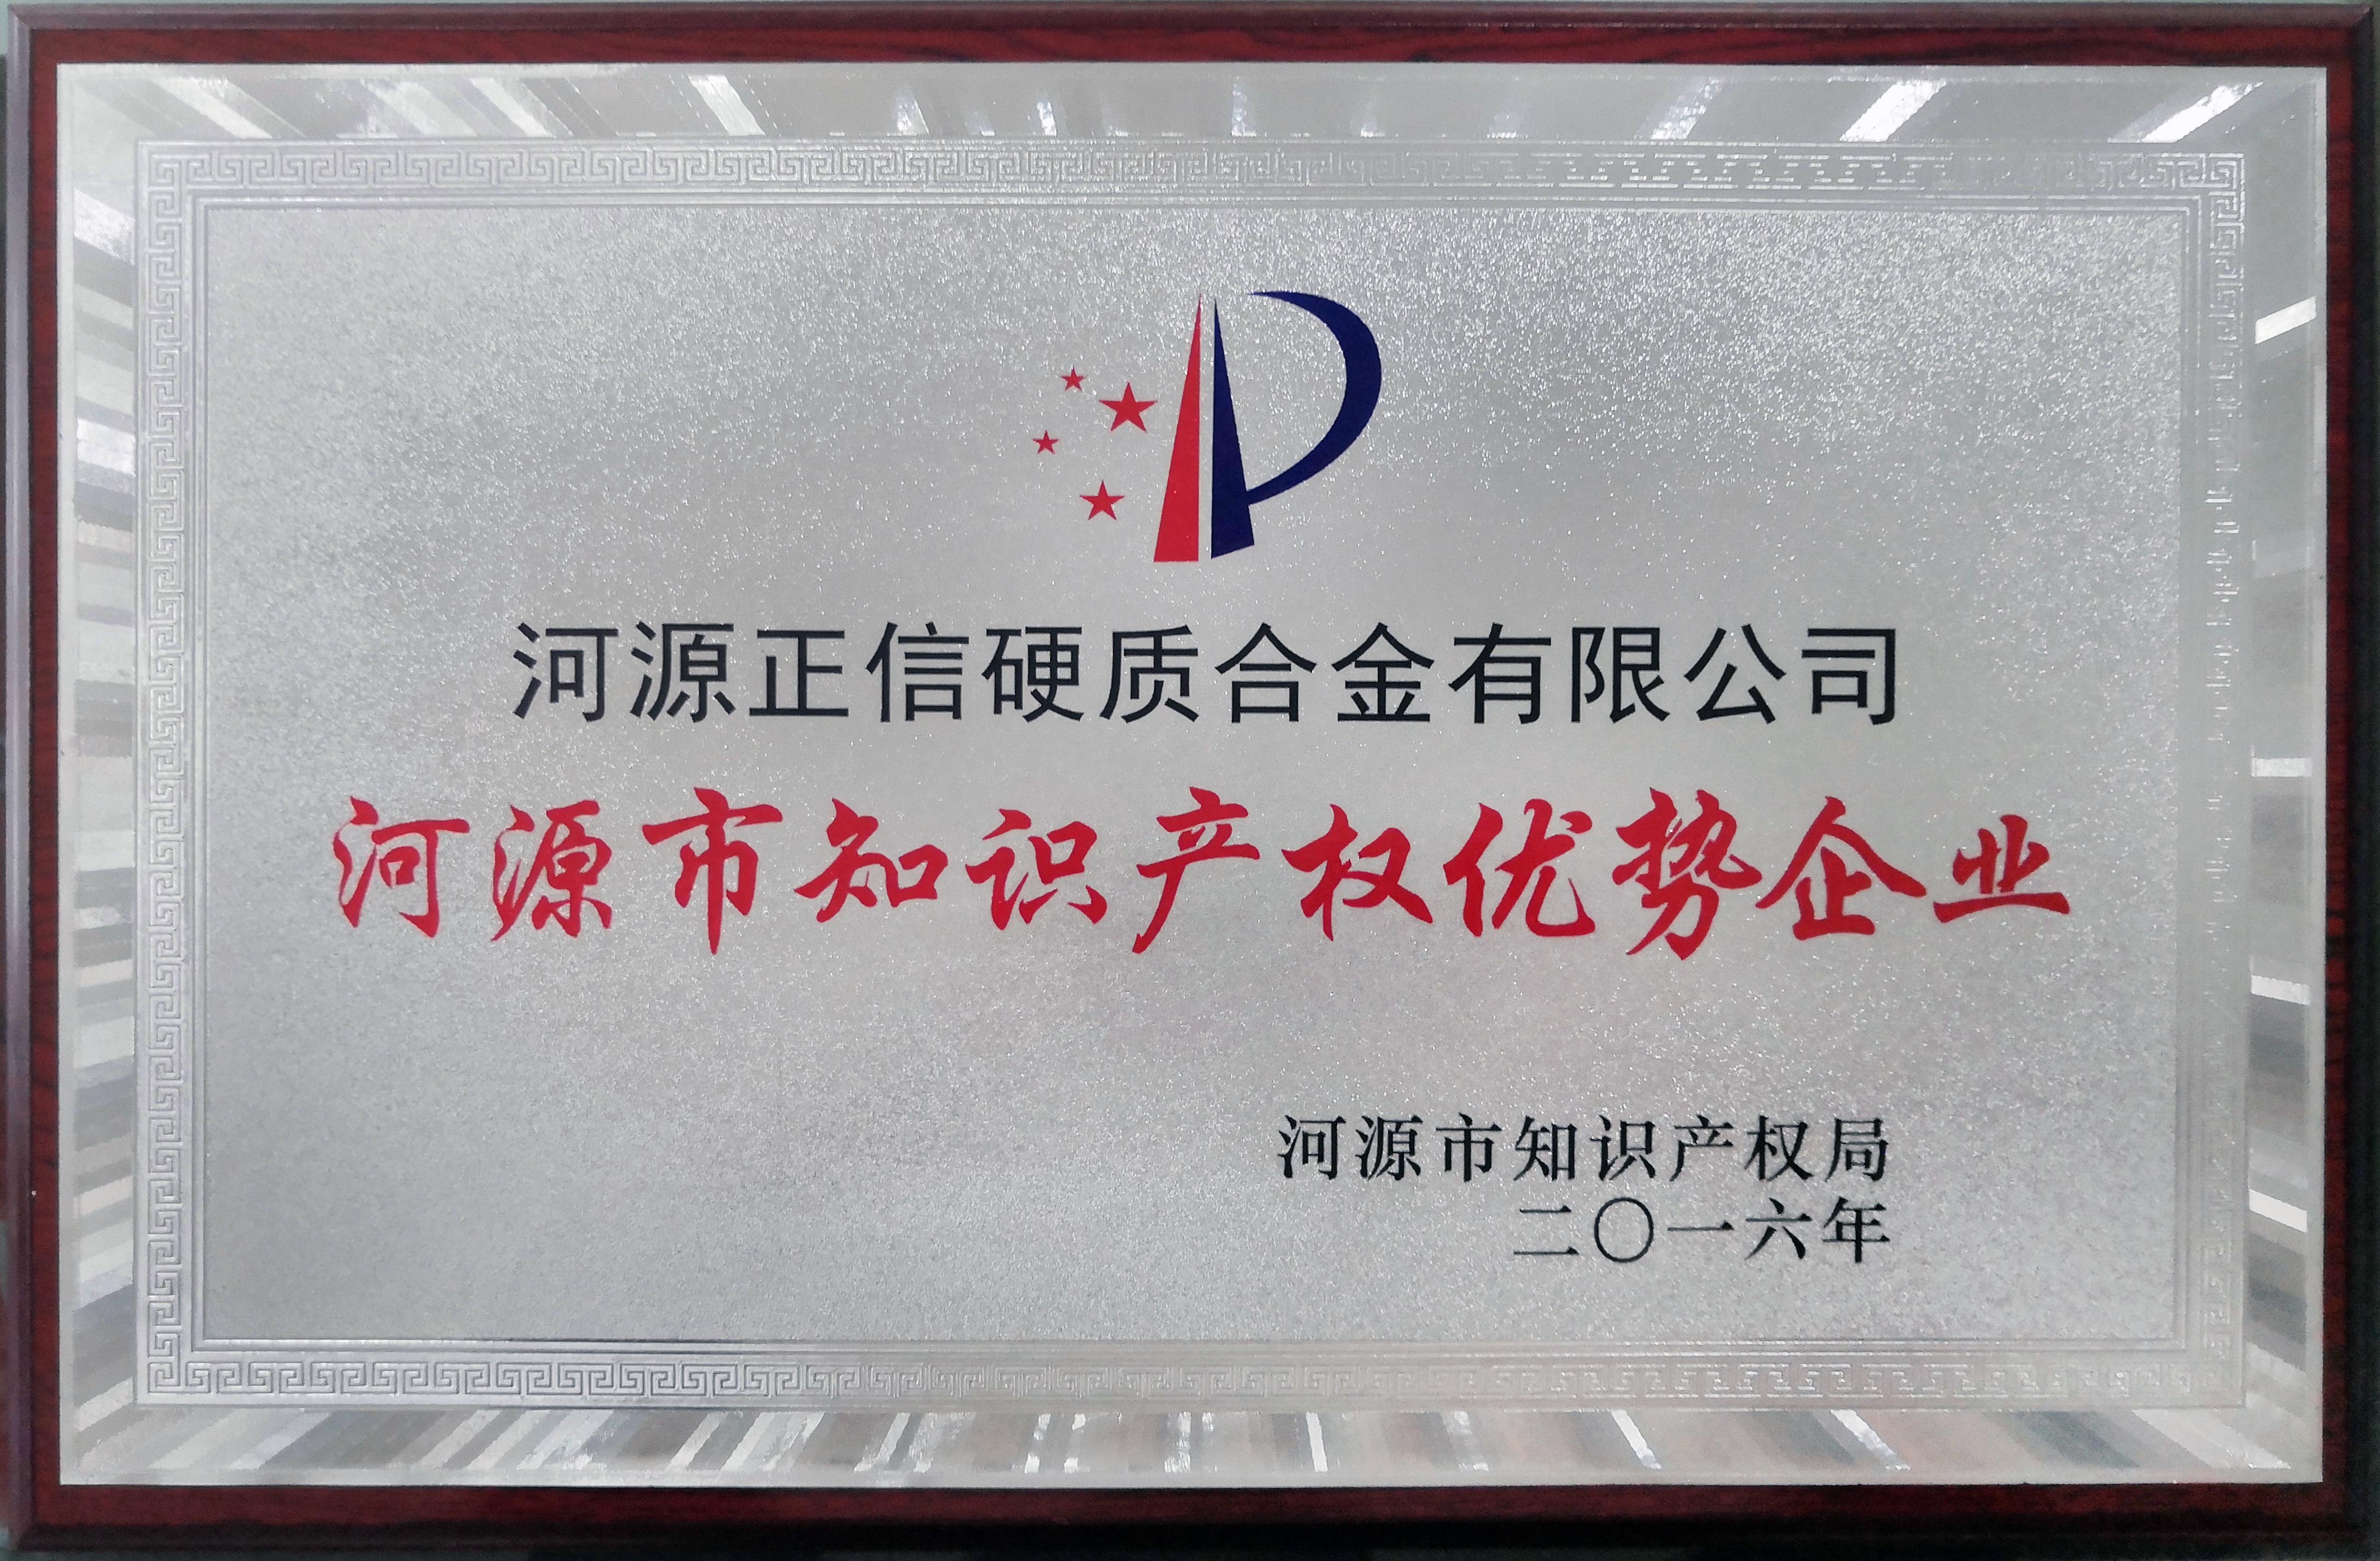 河源正信硬质合金有限公司
河源市知识产权优势企业
河源市知识产权局
二〇一六年